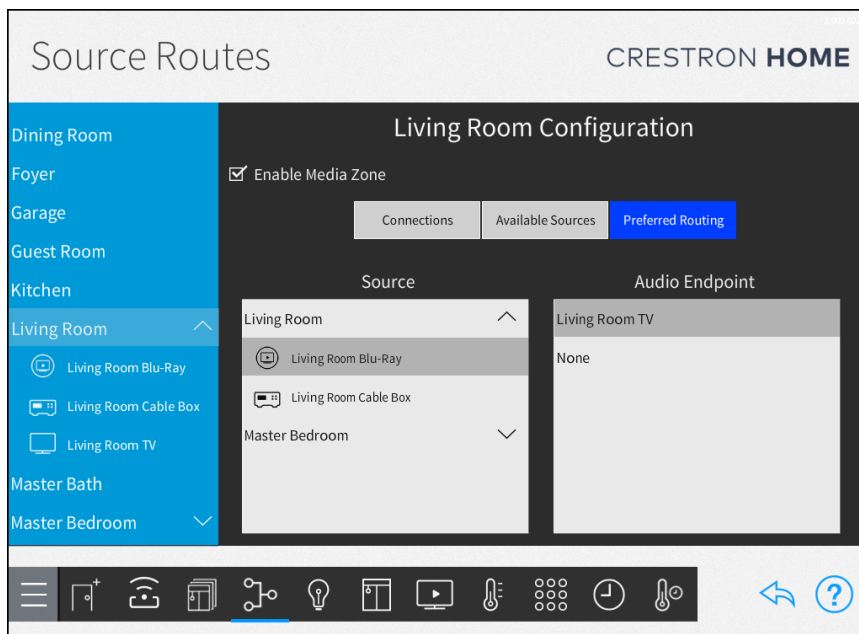 Source Routes
CRESTRON HOME
Dining Room
Foyer
Garage
Guest Room
Kitchen
Living Room
Living Room Blu-Ray
Living Room Cable Box
Living Room TV
Master Bath
Master Bedroom
Living Room Configuration
Enable Media Zone
Connections
Available Sources
Preferred Routing
Source
Living Room
Living Room Blu-Ray
Living Room Cable Box
Master Bedroom
Audio Endpoint
Living Room TV
None
?